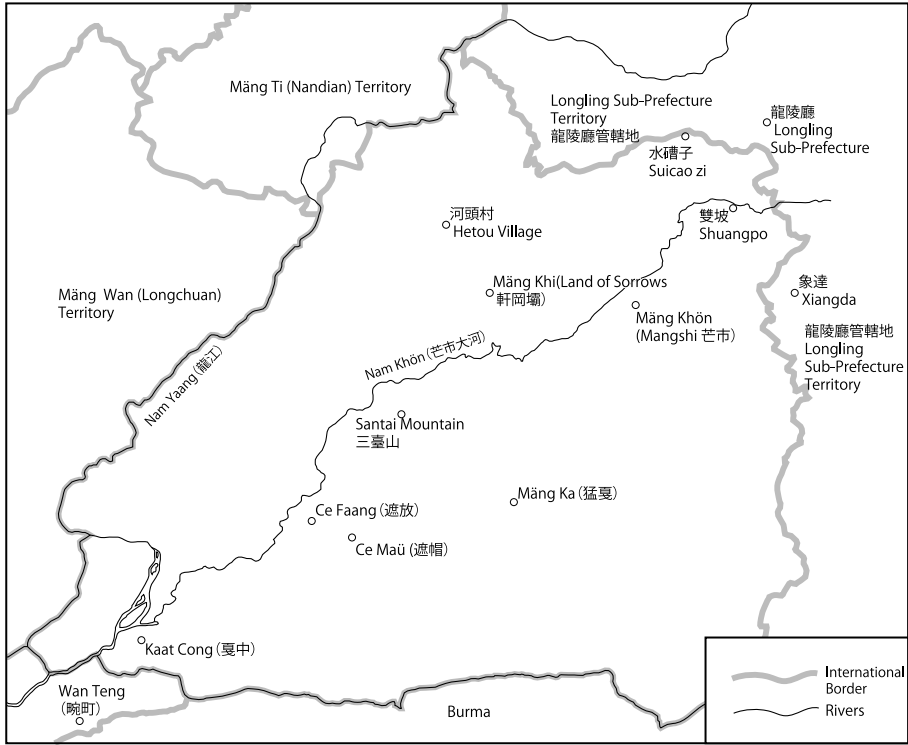 Mäng Ti (Nandian) Territory
Longling Sub-Prefecture
Territory
龍陵廳管轄地
龍陵廳
Longling
Sub-Prefecture
水磄子
Suicao zi
河頭村
Hetou Village
雙坡
Shuangpo
Mäng Wan (Longchuan)
Territory
Mäng Khi(Land of Sorrows
軒岡壩)
Mäng Khön
(Mangshi 芒市)
象達
Xiangda
龍陵廳管轄地
Longling
Sub-Prefecture
Territory
Nam Yaang (龍江)
Nam Khön (芒市大河)
Santai Mountain
三臺山
Mäng Ka (猛戛)
Ce Faang (遮放)
Ce Maü (遮帽)
Kaat Cong (戛中)
Wan Teng
(畹町)
Burma
International
Border
Rivers